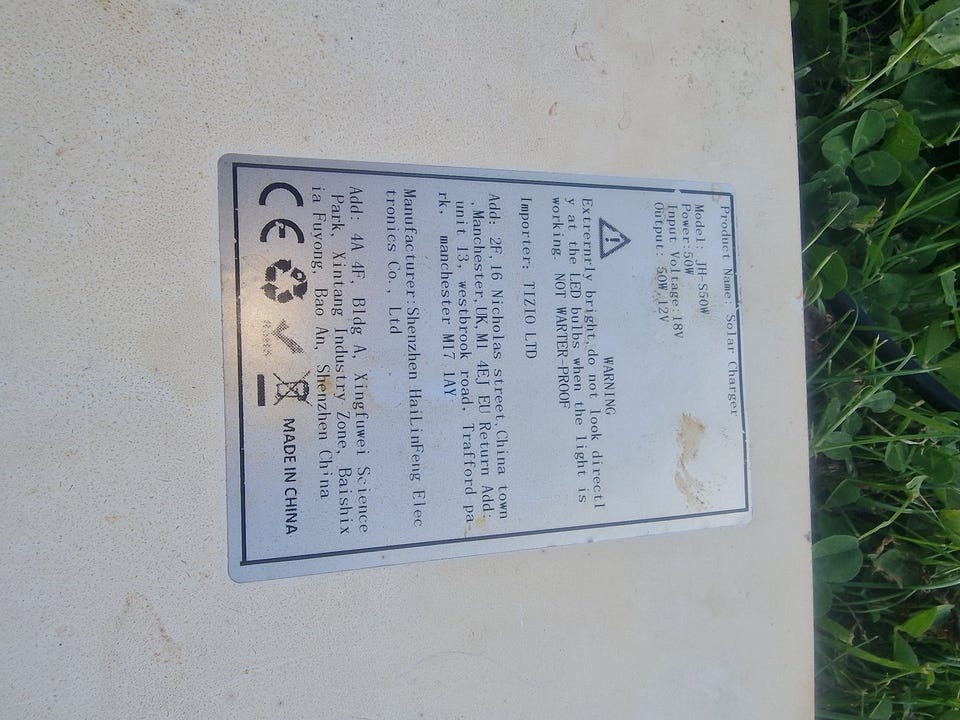 Product Name: Solar Charger
Model: JH-S50W
Power:50W
Input Voltage:18V
Output: 50W,12V
WARNING
Extremrly bright,do not look directl
y at the LED bulbs when the light is
working. NOT WARTER-PROOF
Importer: TIZIO LTD
Add: 2F,16 Nicholas street,China town
,Manchester,UK,M1 4EJ EU Return Add:
unit 13, westbrook road, Trafford pa
rk, manchester M17 1AY
Manufacturer:Shenzhen HaiLinFeng Elec
tronics Co., Ltd
Add: 4A 4F, Bldg A, Xingfuwei Science
Park, Xintang Industry Zone, Baishix
ia Fuyong, Bao An, Shenzhen China
CE MADE IN CHINA